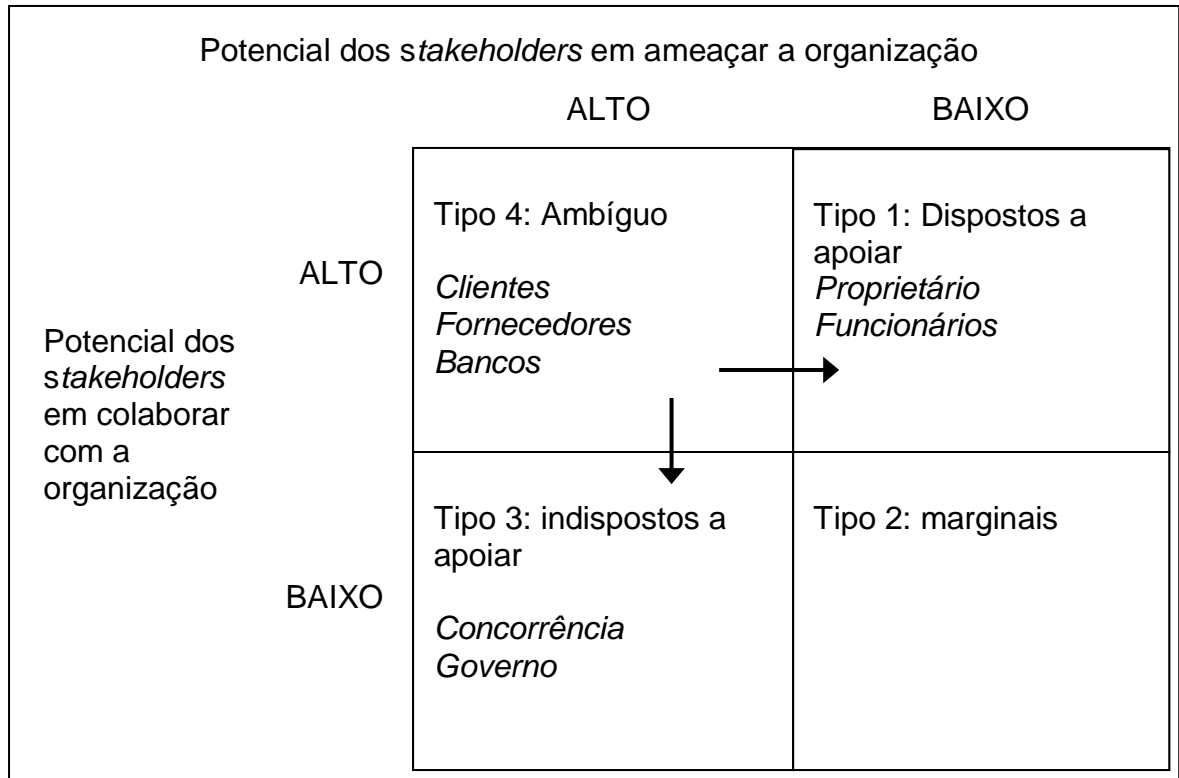 Potencial dos stakeholders em ameaçar a organização
ALTO
BAIXO
Potencial dos
stakeholders
em colaborar
com a
organização
ALTO
Tipo 4: Ambíguo
Clientes
Fornecedores
Bancos
Tipo 1: Dispostos a
apoiar
Proprietário
Funcionários
BAIXO
Tipo 3: indispostos a
apoiar
Concorrência
Governo
Tipo 2: marginais